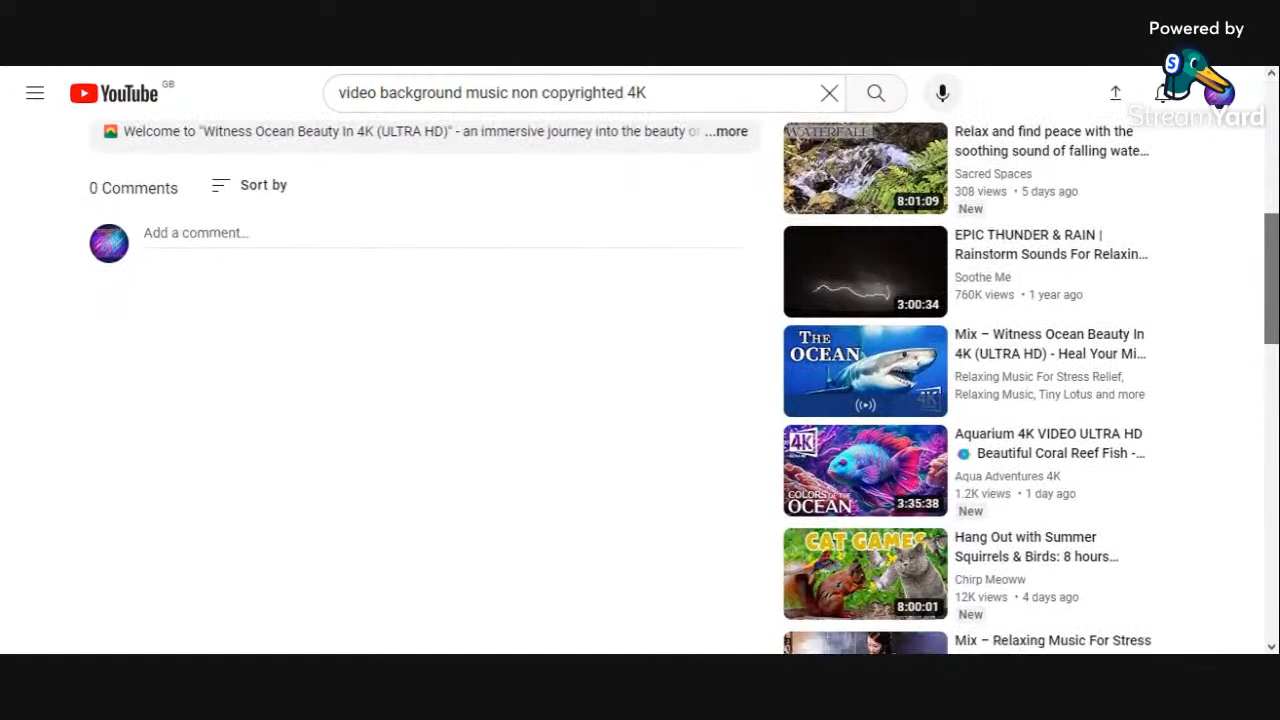 Powered by
StreamYard
YouTube GB
video background music non copyrighted 4K
Welcome to "Witness Ocean Beauty In 4K (ULTRA HD)" - an immersive journey into the beauty o ...more
0 Comments
Sort by
Add a comment...
WATERFALL
8:01:09
Relax and find peace with the
soothing sound of falling wate...
Sacred Spaces
308 views • 5 days ago
New
3:00:34
EPIC THUNDER & RAIN |
Rainstorm Sounds For Relaxin...
Soothe Me
760K views • 1 year ago
THE
OCEAN
4K
Mix – Witness Ocean Beauty In
4K (ULTRA HD) - Heal Your Mi...
Relaxing Music For Stress Relief,
Relaxing Music, Tiny Lotus and more
4K
COLORS OF THE
OCEAN
3:35:38
Aquarium 4K VIDEO ULTRA HD
Beautiful Coral Reef Fish -...
Aqua Adventures 4K
1.2K views • 1 day ago
New
CAT GAMES
8:00:01
Hang Out with Summer
Squirrels & Birds: 8 hours...
Chirp Meoww
12K views • 4 days ago
New
Mix – Relaxing Music For Stress